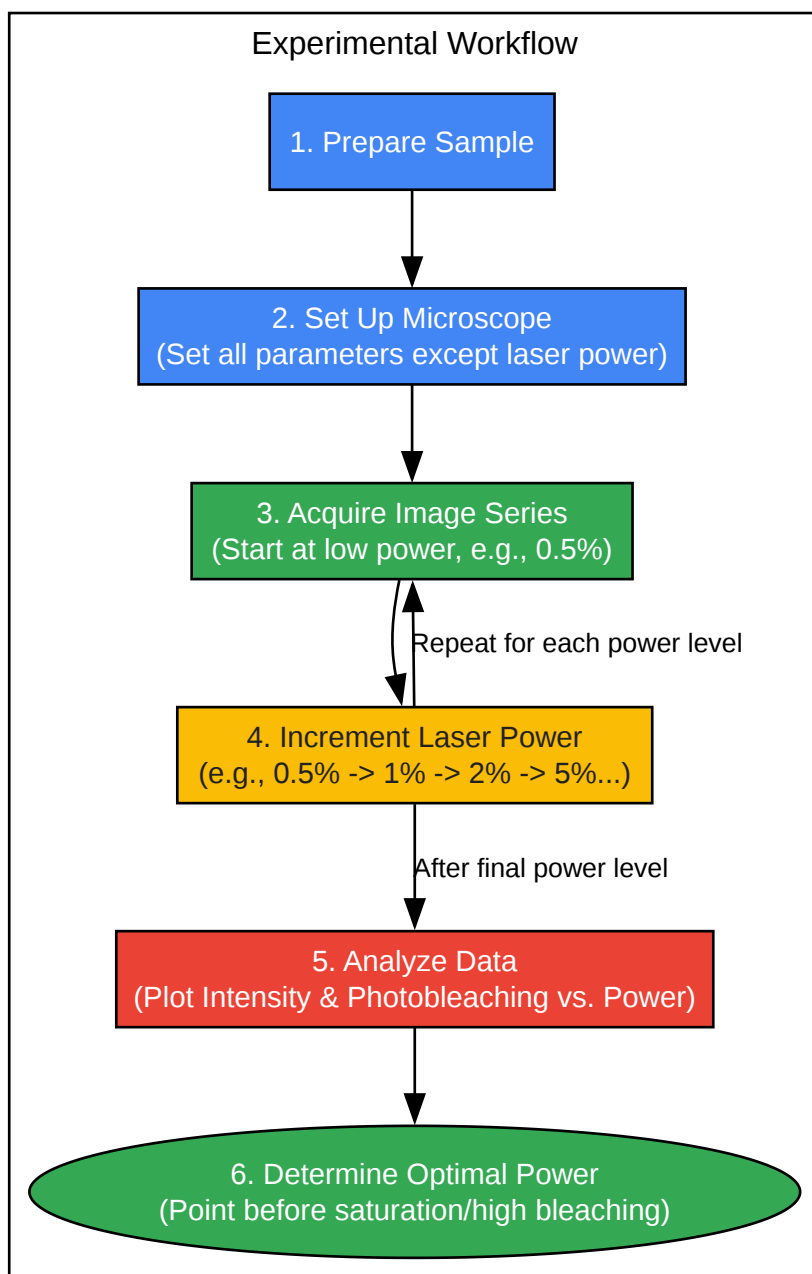 Experimental Workflow
1. Prepare Sample
2. Set Up Microscope
(Set all parameters except laser power)
3. Acquire Image Series
(Start at low power, e.g., 0.5%)
Repeat for each power level
4. Increment Laser Power
(e.g., 0.5% -> 1% -> 2% -> 5%...)
After final power level
5. Analyze Data
(Plot Intensity & Photobleaching vs. Power)
6. Determine Optimal Power
(Point before saturation/high bleaching)